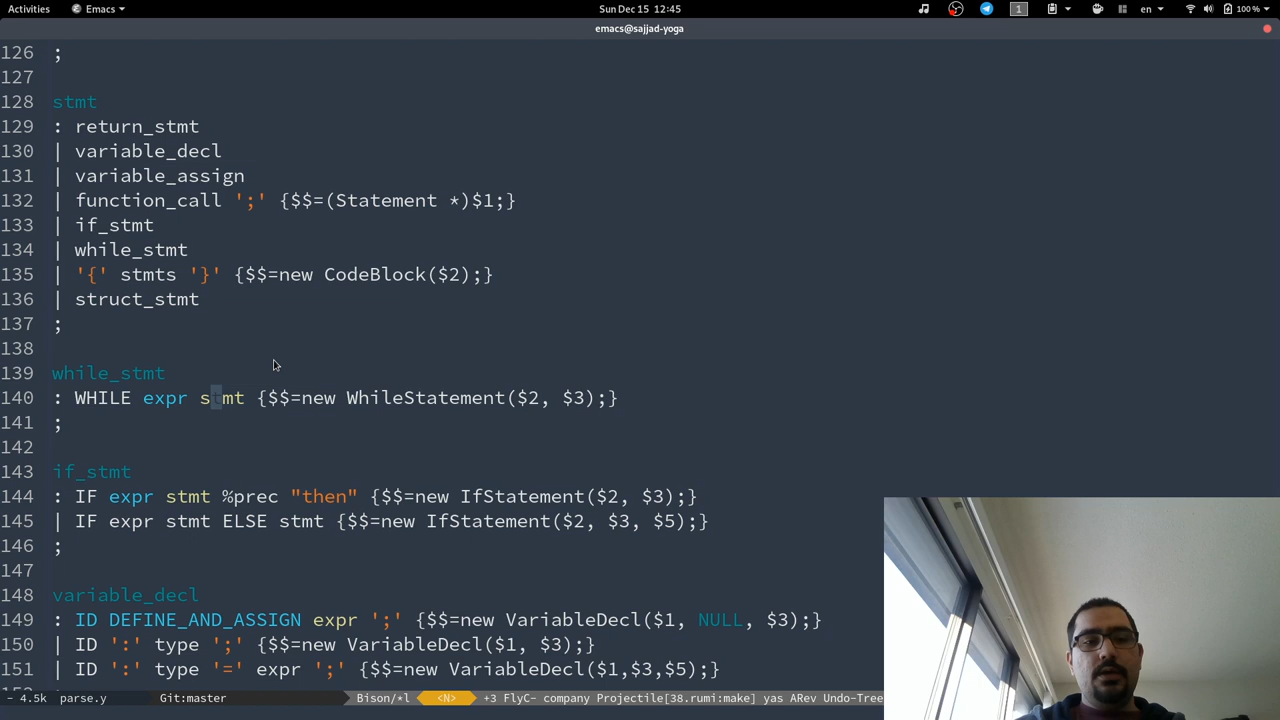 Activities Emacs Sun Dec 15 12:45 1 en 100 %
emacs@sajjad-yoga
126 ;
127
128 stmt
129 : return_stmt
130 | variable_decl
131 | variable_assign
132 | function_call ';' {$$=(Statement *)$1;}
133 | if_stmt
134 | while_stmt
135 | '{' stmts '}' {$$=new CodeBlock($2);}
136 | struct_stmt
137 ;
138
139 while_stmt
140 : WHILE expr stmt {$$=new WhileStatement($2, $3);}
141 ;
142
143 if_stmt
144 : IF expr stmt %prec "then" {$$=new IfStatement($2, $3);}
145 | IF expr stmt ELSE stmt {$$=new IfStatement($2, $3, $5);}
146 ;
147
148 variable_decl
149 : ID DEFINE_AND_ASSIGN expr ';' {$$=new VariableDecl($1, NULL, $3);}
150 | ID ':' type ';' {$$=new VariableDecl($1, $3);}
151 | ID ':' type '=' expr ';' {$$=new VariableDecl($1,$3,$5);}
- 4.5k parse.y Git:master Bison/*l <N> +3 FlyC- company Projectile[38.rumi:make] yas ARev Undo-Tree